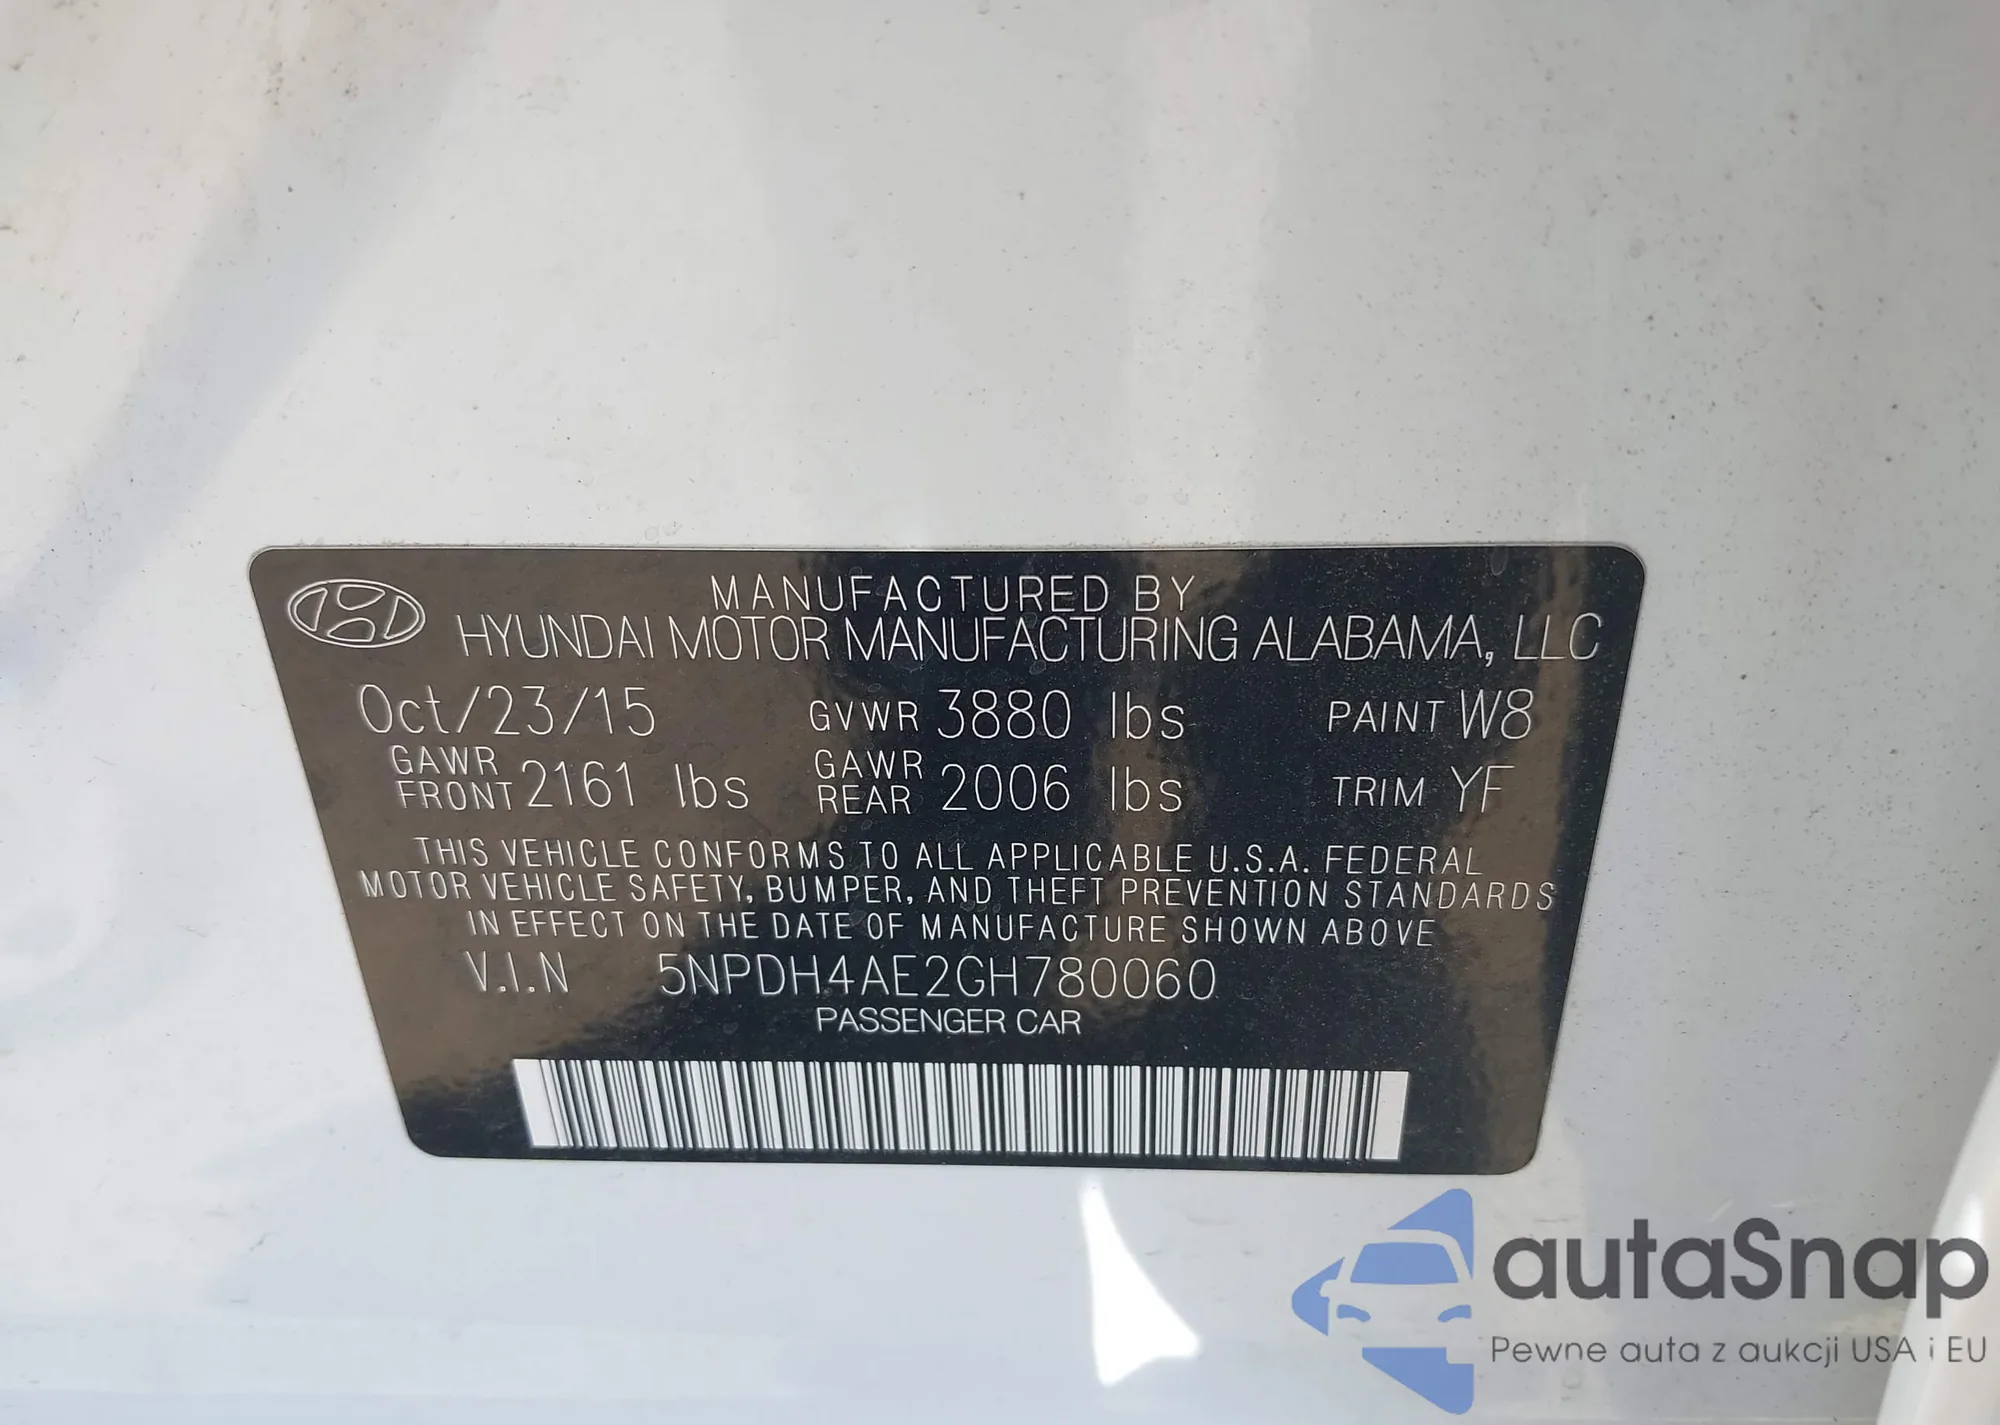 MANUFACTURED BY
HYUNDAI MOTOR MANUFACTURING ALABAMA, LLC
Oct/23/15 GVWR 3880 lbs PAINT W8
GAWR FRONT 2161 lbs GAWR REAR 2006 lbs TRIM YF
THIS VEHICLE CONFORMS TO ALL APPLICABLE U.S.A. FEDERAL
MOTOR VEHICLE SAFETY, BUMPER, AND THEFT PREVENTION STANDARDS
IN EFFECT ON THE DATE OF MANUFACTURE SHOWN ABOVE
V.I.N 5NPDH4AE2GH780060
PASSENGER CAR
autaSnap
Pewne auta z aukcji USA i EU